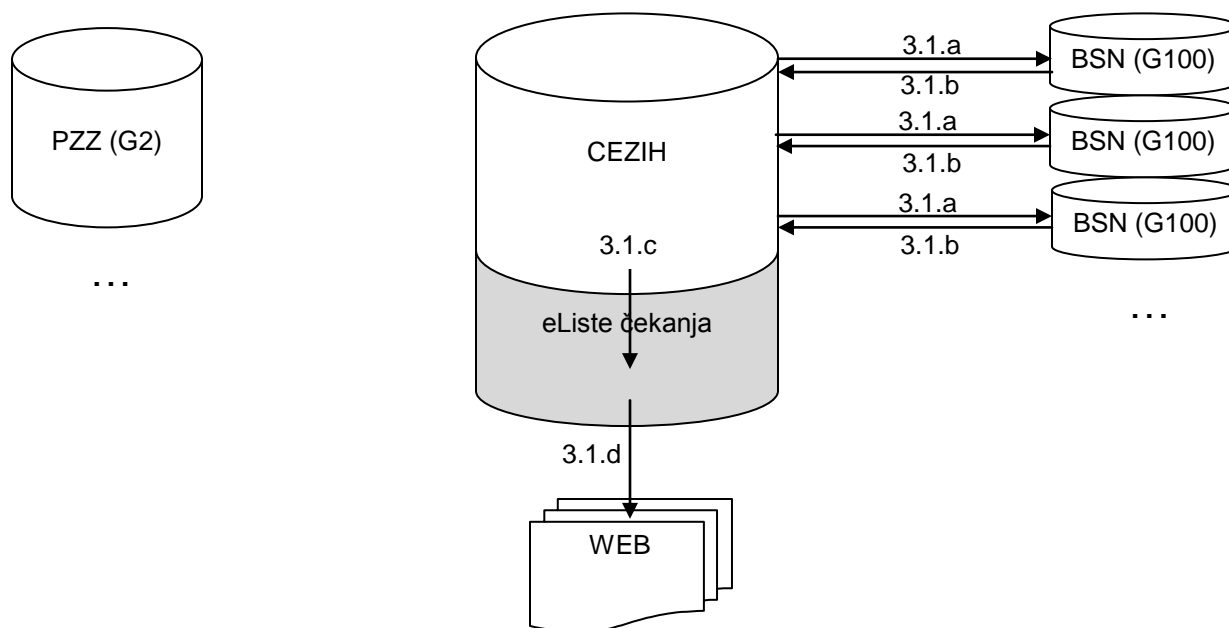 3.1.a
BSN (G100)
3.1.b
PZZ (G2)
CEZIH
3.1.a
BSN (G100)
3.1.b
3.1.a
BSN (G100)
3.1.b
3.1.c
...
eListe čekanja
...
3.1.d
WEB